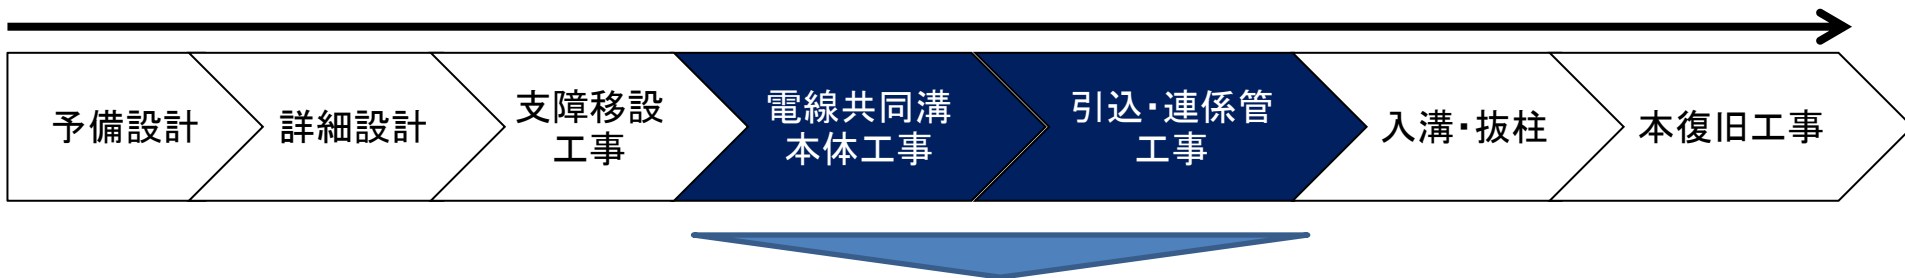 予備設計
詳細設計
支障移設
工事
電線共同溝
本体工事
引込・連係管
工事
入溝・抜柱
本復旧工事